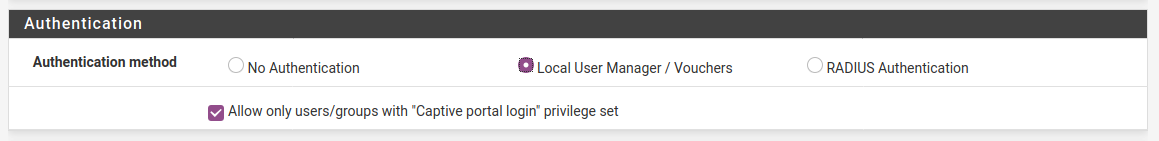 Authentication
Authentication method No Authentication Local User Manager / Vouchers RADIUS Authentication
Allow only users/groups with "Captive portal login" privilege set